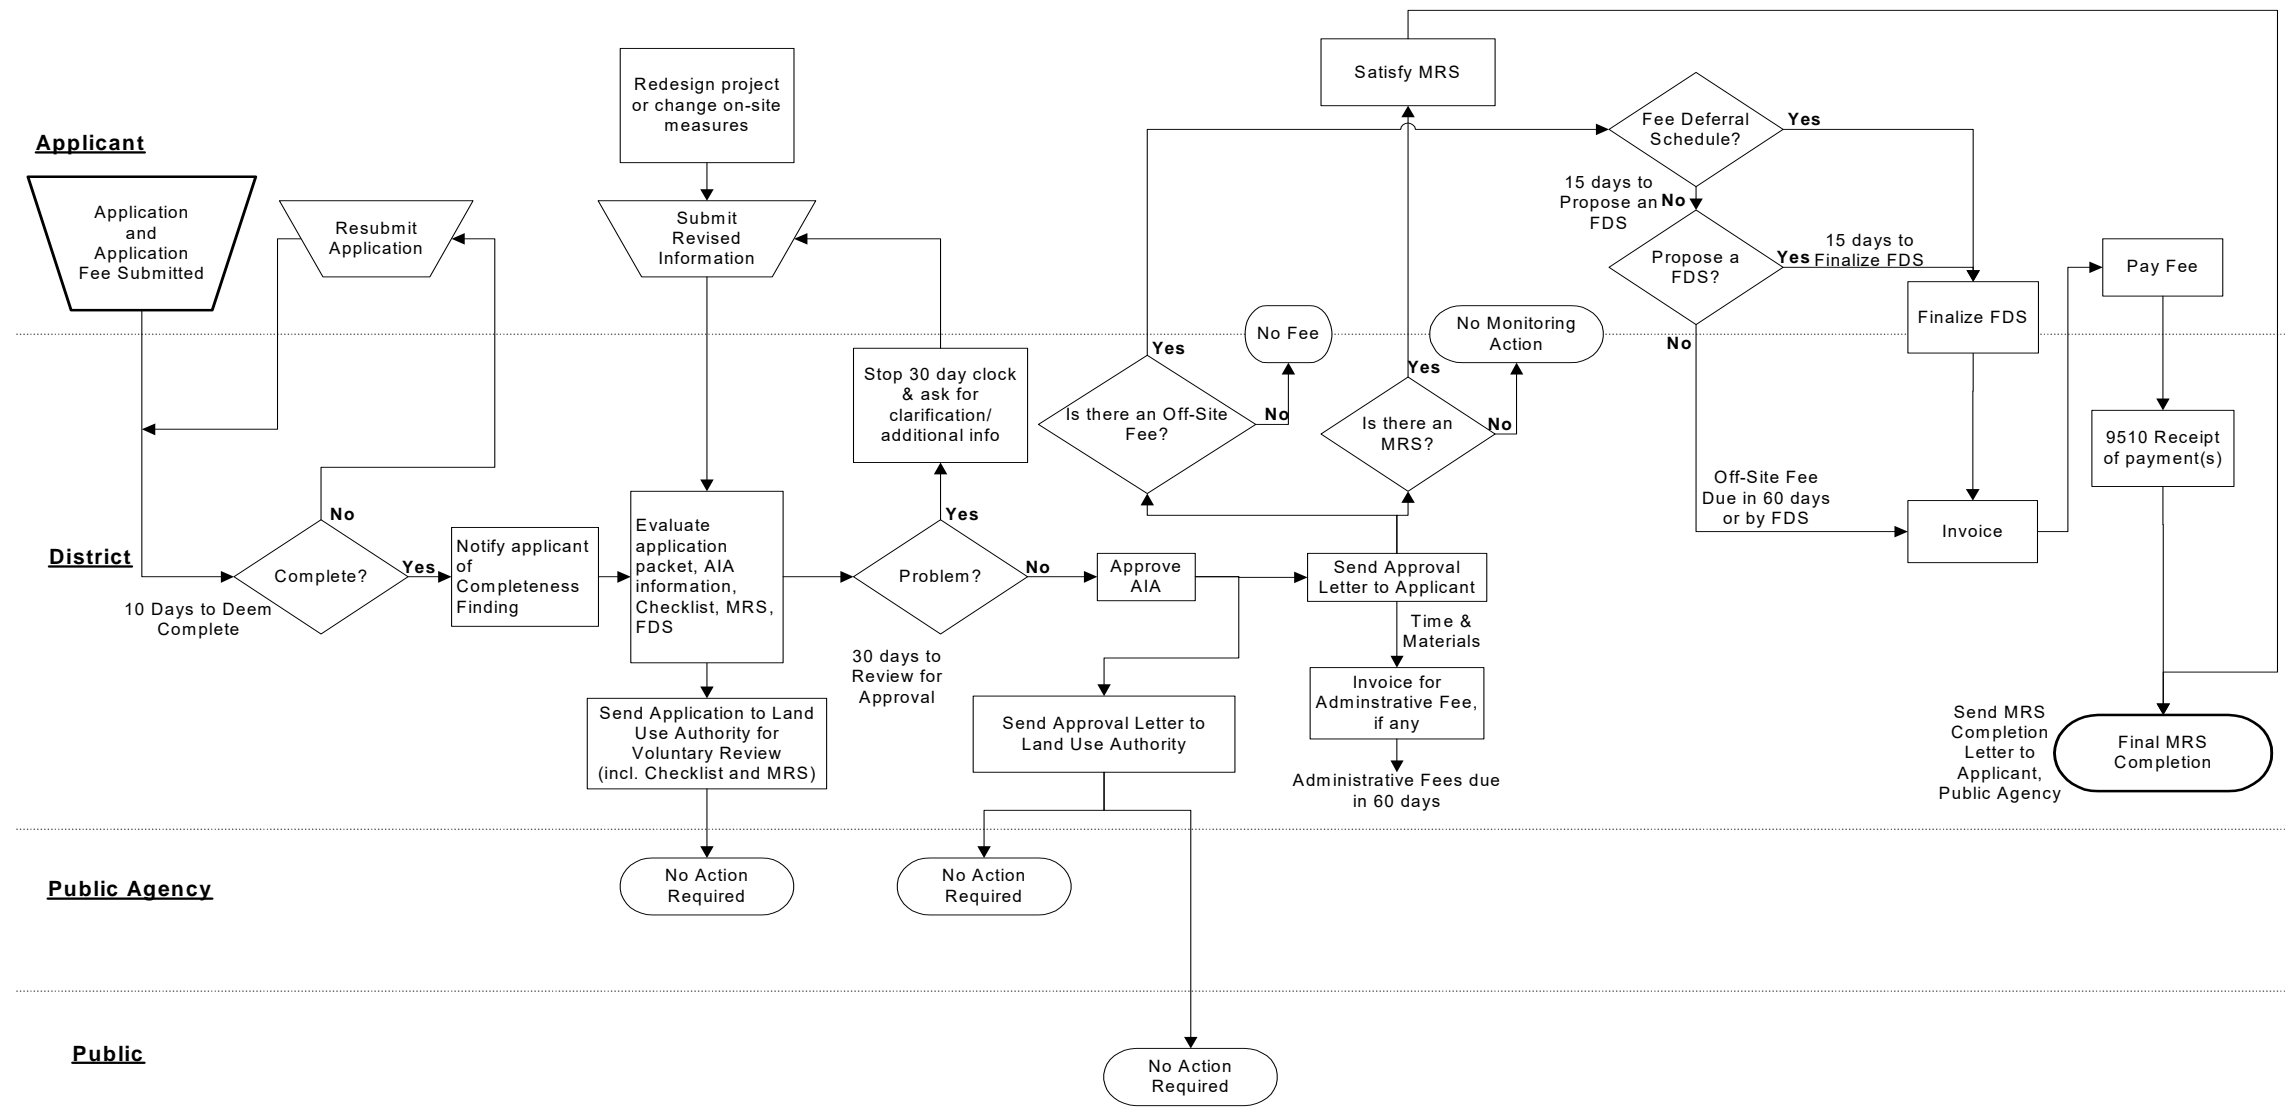 Applicant
Application
and
Application
Fee Submitted
Resubmit
Application
Redesign project
or change on-site
measures
Submit
Revised
Information
Satisfy MRS
Fee Deferral
Schedule?
Yes
15 days to
Propose an
FDS
No
Propose a
FDS?
Yes
15 days to
Finalize FDS
Finalize FDS
Pay Fee
No
District
10 Days to Deem
Complete
Complete?
No
Yes
Notify applicant
of
Completeness
Finding
Evaluate
application
packet, AIA
information,
Checklist, MRS,
FDS
Send Application to Land
Use Authority for
Voluntary Review
(incl. Checklist and MRS)
Stop 30 day clock
& ask for
clarification/
additional info
Yes
Problem?
No
30 days to
Review for
Approval
Approve
AIA
Send Approval Letter to
Land Use Authority
Send Approval
Letter to Applicant
Time &
Materials
Invoice for
Adminstrative Fee,
if any
Administrative Fees due
in 60 days
Is there an Off-Site
Fee?
Yes
No
No Fee
Is there an
MRS?
Yes
No
No Monitoring
Action
Off-Site Fee
Due in 60 days
or by FDS
Invoice
9510 Receipt
of payment(s)
Send MRS
Completion
Letter to
Applicant,
Public Agency
Final MRS
Completion
Public Agency
No Action
Required
No Action
Required
Public
No Action
Required